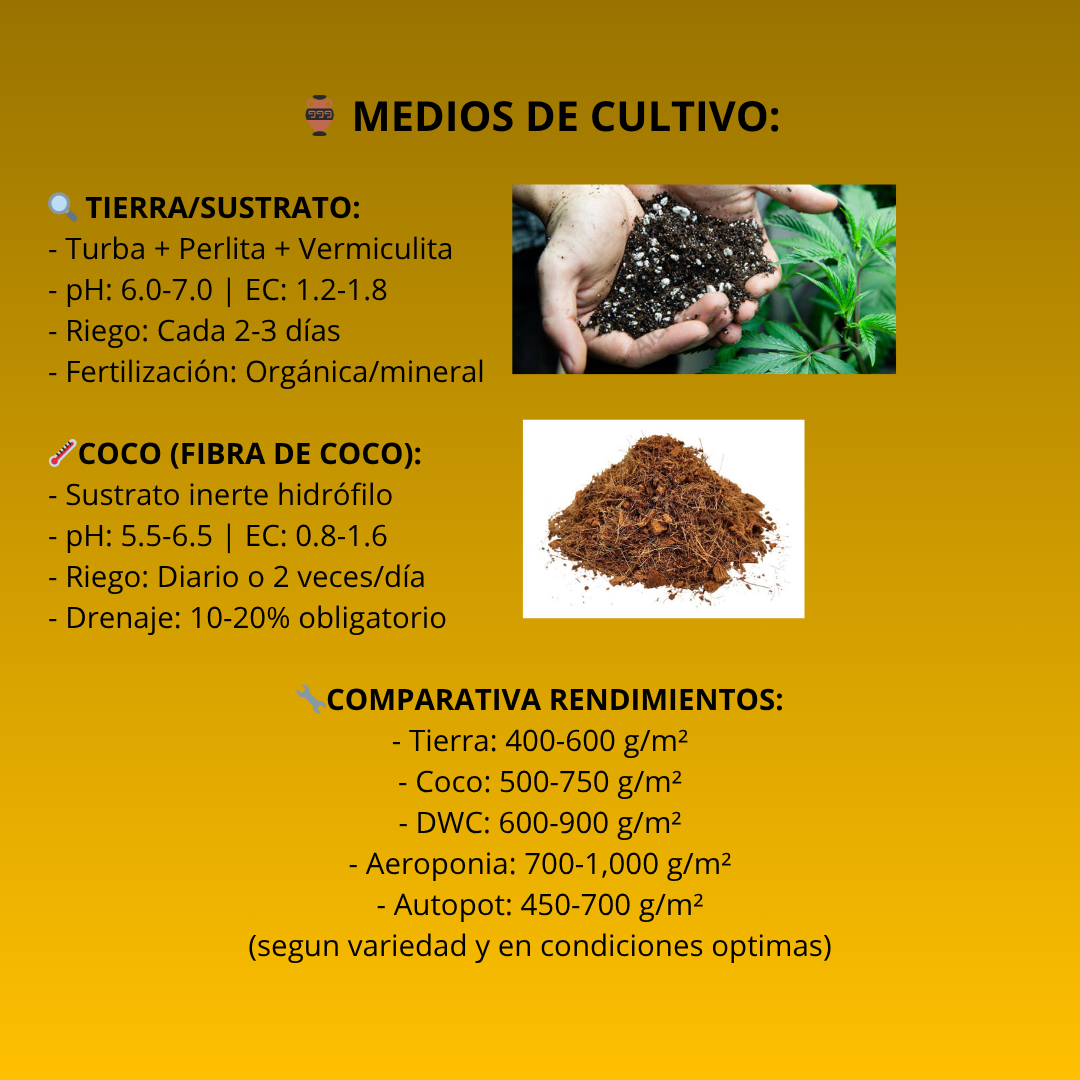 MEDIOS DE CULTIVO:
TIERRA/SUSTRATO:
- Turba + Perlita + Vermiculita
- pH: 6.0-7.0 | EC: 1.2-1.8
- Riego: Cada 2-3 días
- Fertilización: Orgánica/mineral
COCO (FIBRA DE COCO):
- Sustrato inerte hidrófilo
- pH: 5.5-6.5 | EC: 0.8-1.6
- Riego: Diario o 2 veces/día
- Drenaje: 10-20% obligatorio
COMPARATIVA RENDIMIENTOS:
- Tierra: 400-600 g/m²
- Coco: 500-750 g/m²
- DWC: 600-900 g/m²
- Aeroponia: 700-1,000 g/m²
- Autopot: 450-700 g/m²
(segun variedad y en condiciones optimas)